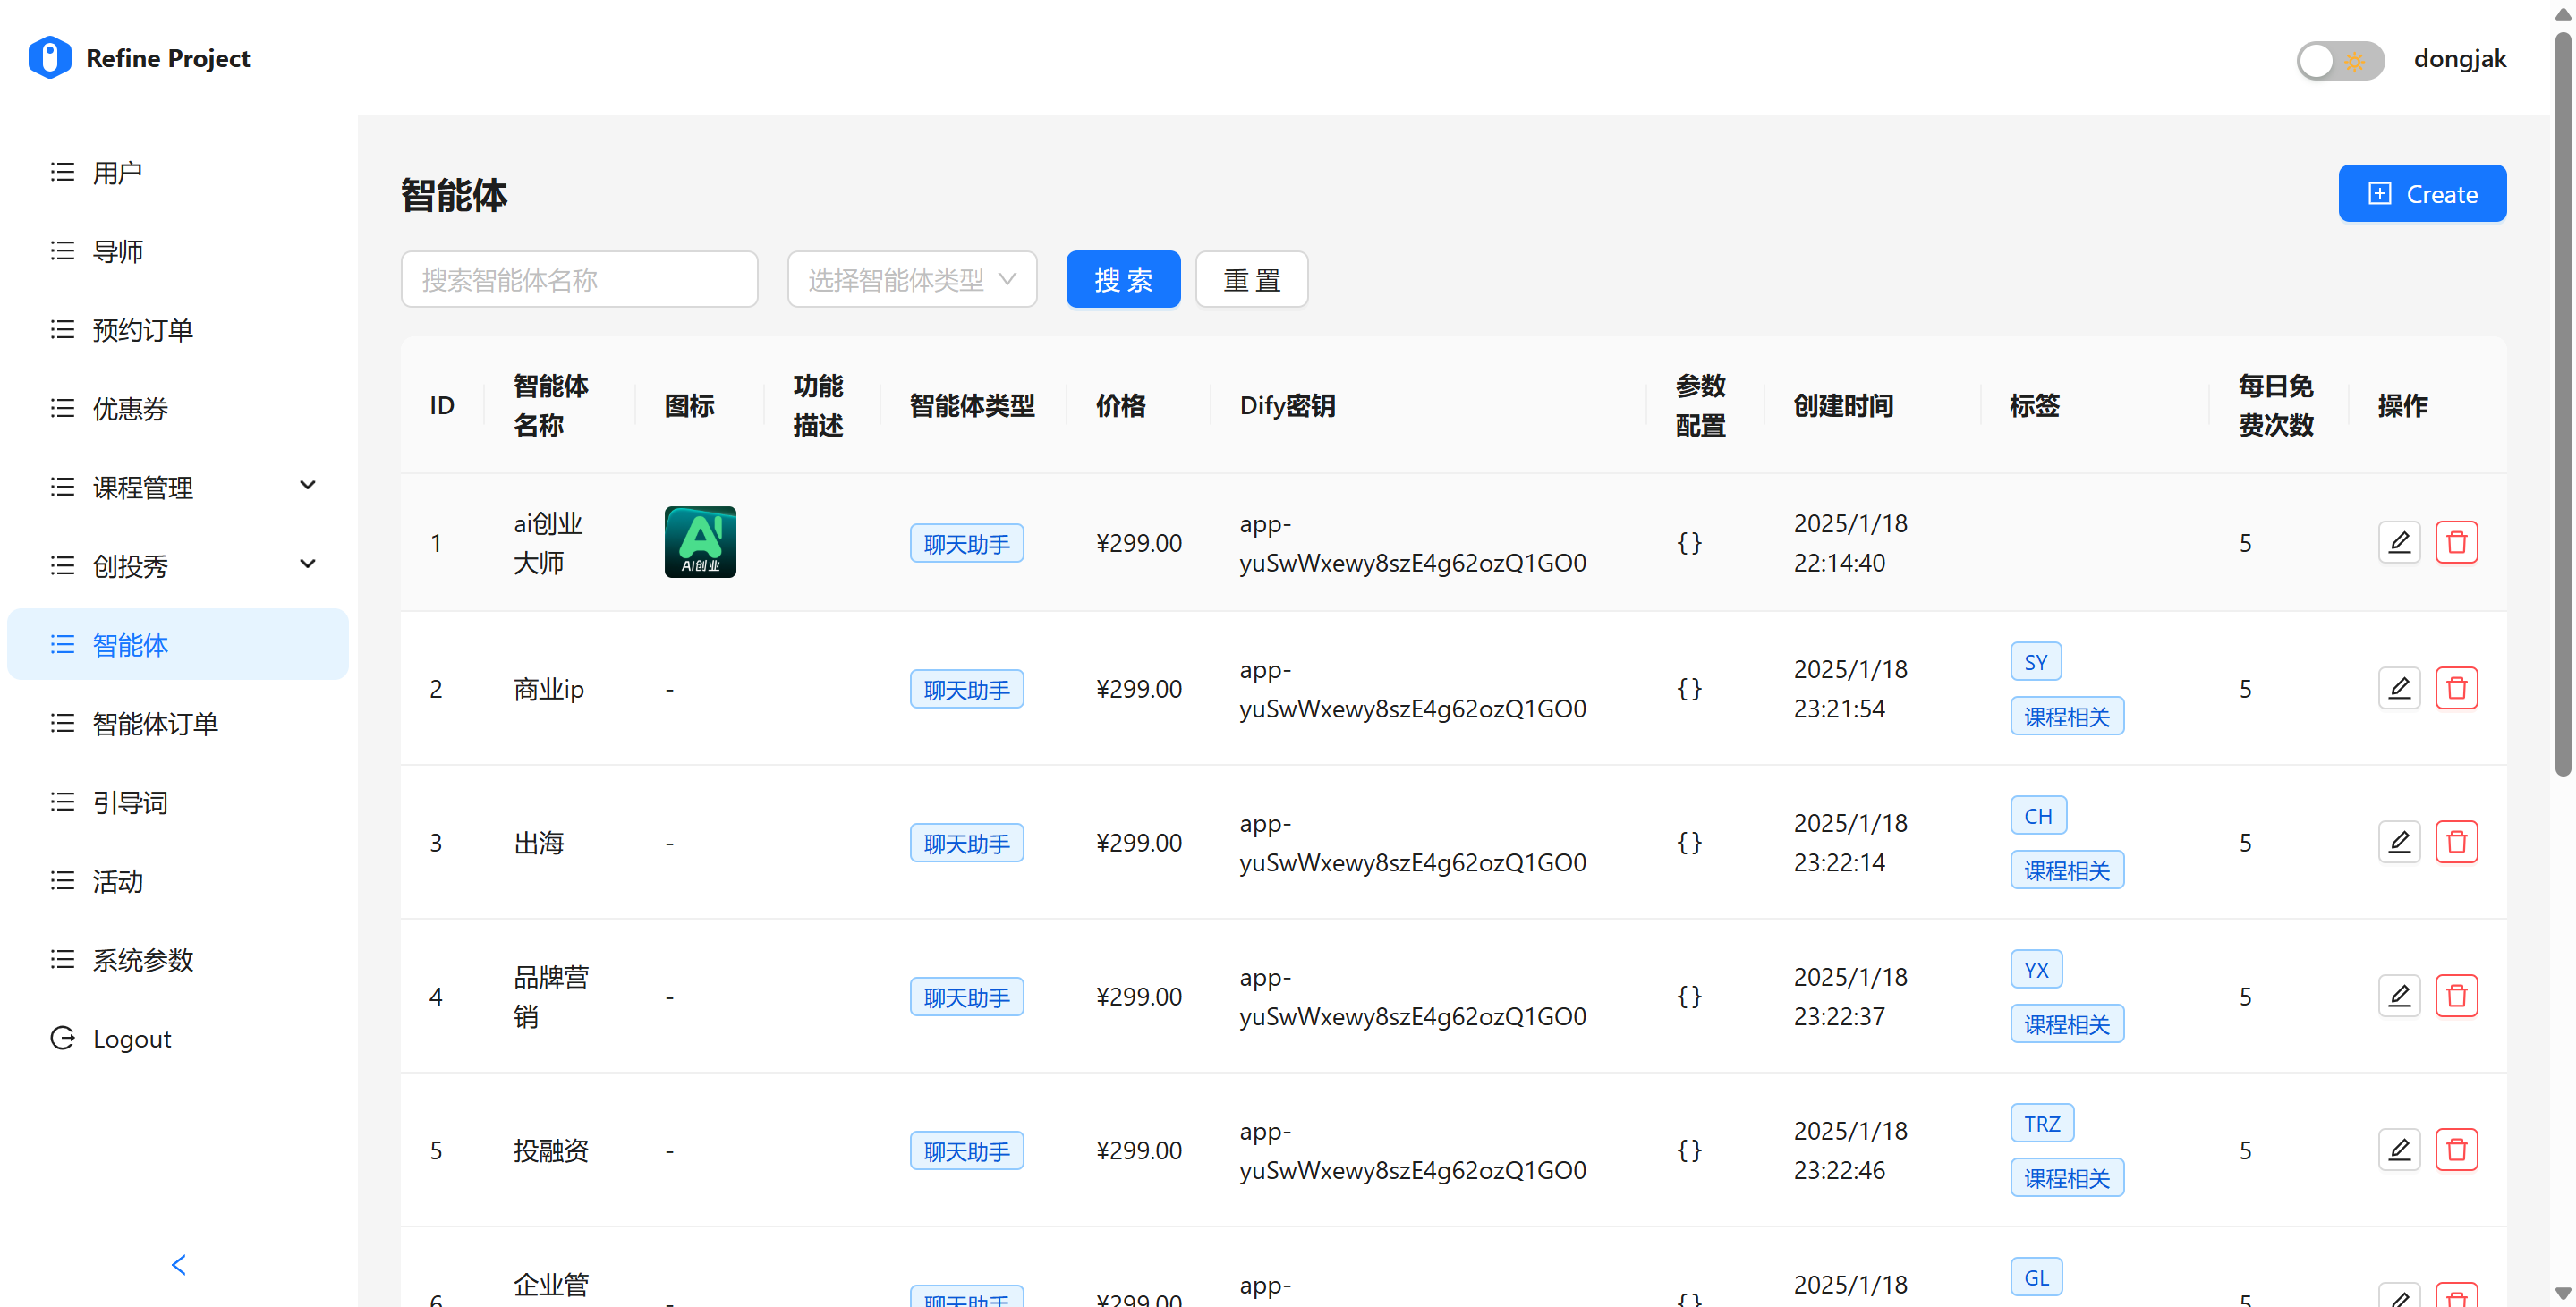 Refine Project
dongjak
用户
导师
预约订单
优惠券
课程管理
创投秀
智能体
智能体订单
引导词
活动
系统参数
Logout
智能体
Create
搜索智能体名称
选择智能体类型
搜 索
重 置
ID
智能体
名称
图标
功能
描述
智能体类型
价格
Dify密钥
参数
配置
创建时间
标签
每日免
费次数
操作
1
ai创业
大师
AI
AI创业
聊天助手
¥299.00
app-
yuSwWxewy8szE4g62ozQ1GO0
{}
2025/1/18
22:14:40
5
2
商业ip
-
聊天助手
¥299.00
app-
yuSwWxewy8szE4g62ozQ1GO0
{}
2025/1/18
23:21:54
SY
课程相关
5
3
出海
-
聊天助手
¥299.00
app-
yuSwWxewy8szE4g62ozQ1GO0
{}
2025/1/18
23:22:14
CH
课程相关
5
4
品牌营
销
-
聊天助手
¥299.00
app-
yuSwWxewy8szE4g62ozQ1GO0
{}
2025/1/18
23:22:37
YX
课程相关
5
5
投融资
-
聊天助手
¥299.00
app-
yuSwWxewy8szE4g62ozQ1GO0
{}
2025/1/18
23:22:46
TRZ
课程相关
5
6
企业管
-
聊天助手
¥299.00
app-
{}
2025/1/18
GL
5